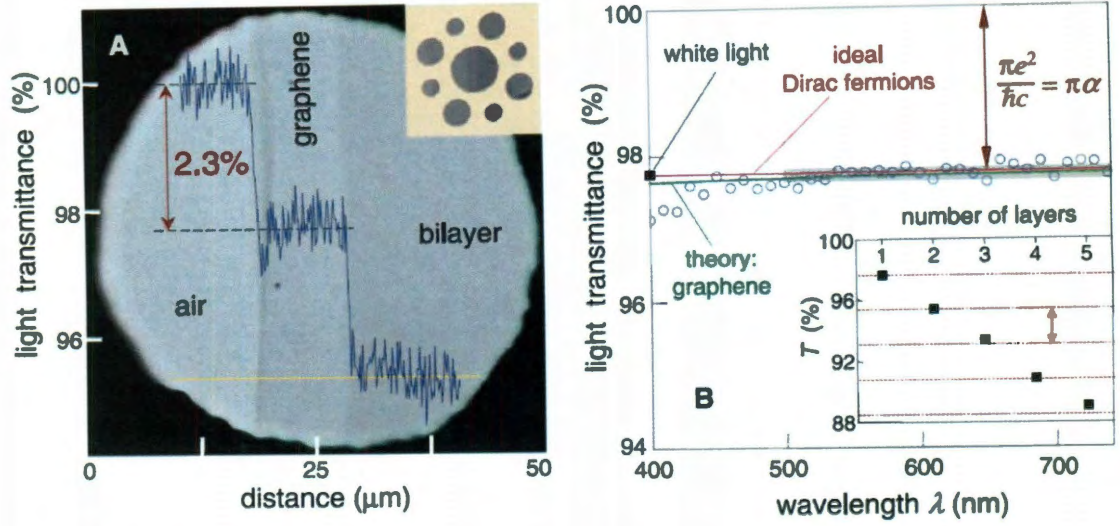 A
graphene
100
98
96
light transmittance (%)
2.3%
air
bilayer
0
25
50
distance (μm)
100
98
96
94
light transmittance (%)
white light
ideal
Dirac fermions
πe²/ħc = πα
theory:
graphene
number of layers
1 2 3 4 5
100
96
92
88
T (%)
B
400 500 600 700
wavelength λ (nm)